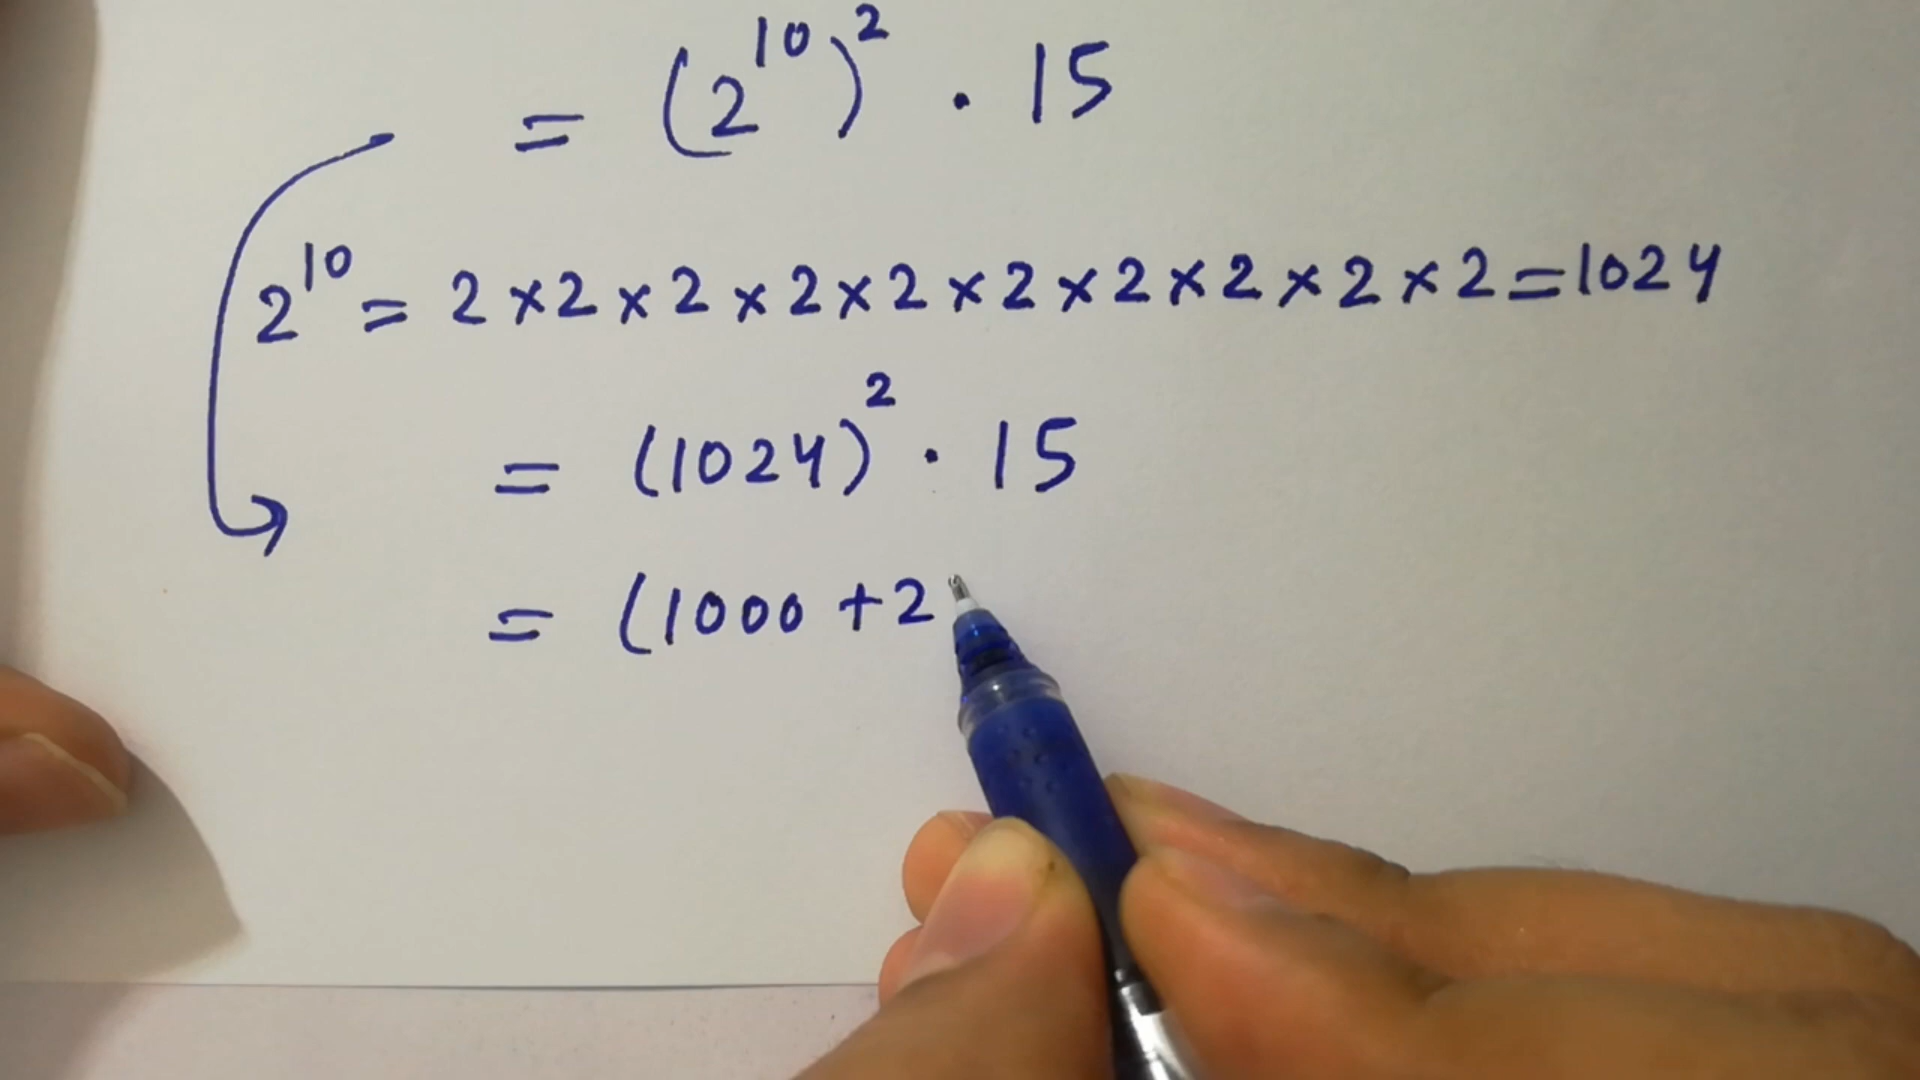 = (2^10)^2 . 15
2^10 = 2 × 2 × 2 × 2 × 2 × 2 × 2 × 2 × 2 × 2 = 1024
= (1024)^2 . 15
= (1000 + 2